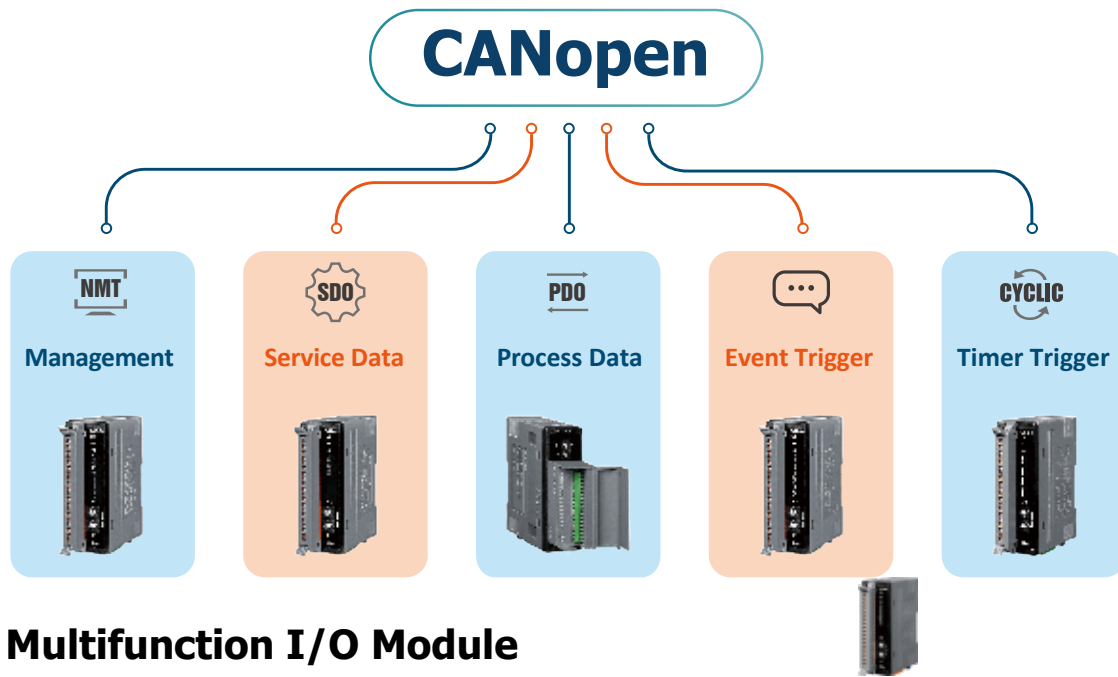 CANopen
NMT
SDO
PDO
CYCLIC
Management
Service Data
Process Data
Event Trigger
Timer Trigger
Multifunction I/O Module